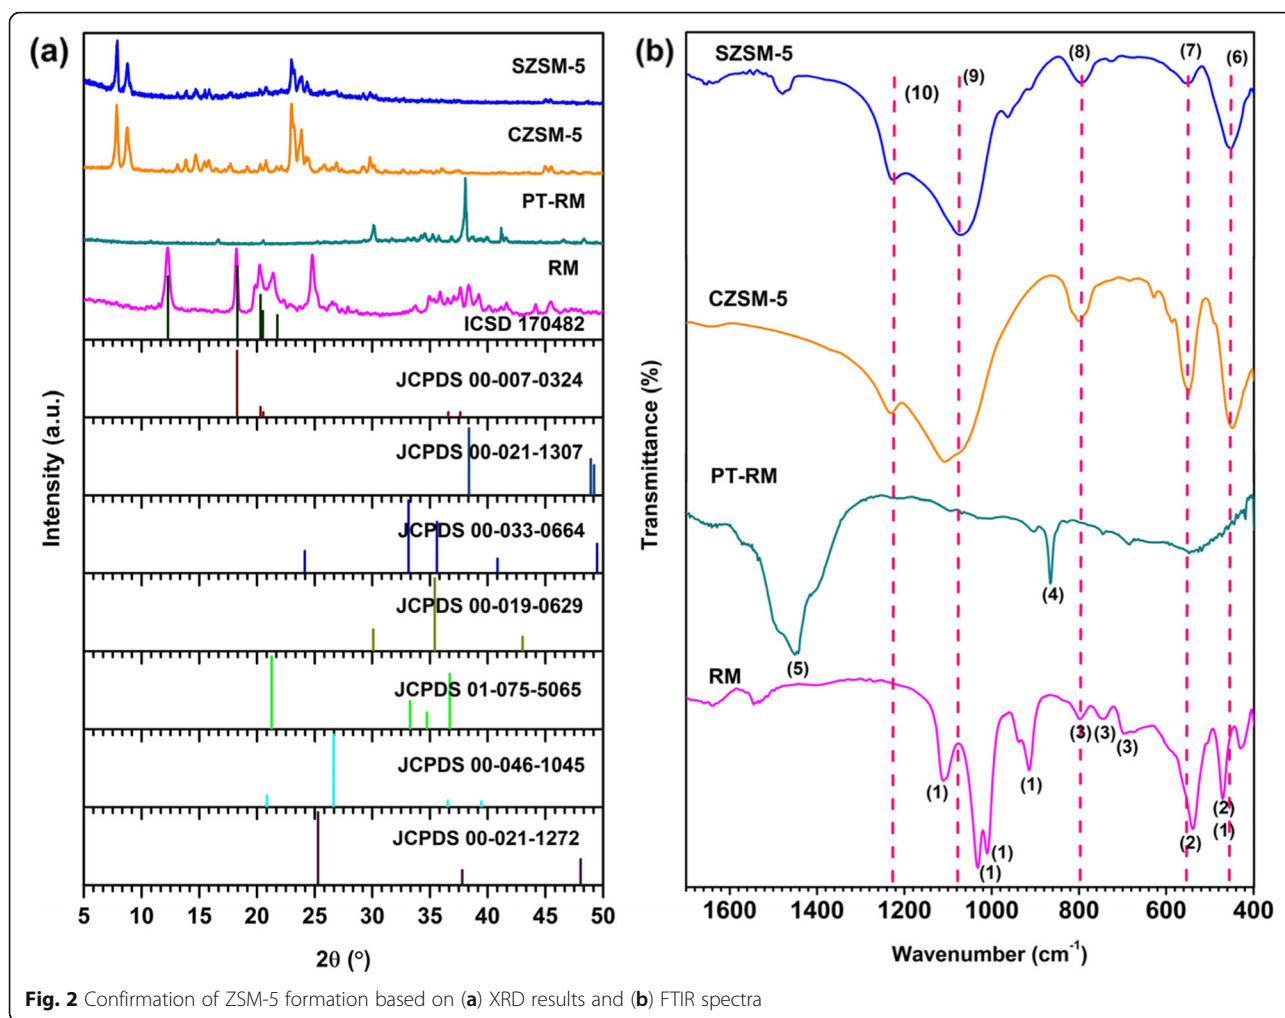 (a)
SZSM-5
CZSM-5
PT-RM
RM
ICSD 170482
JCPDS 00-007-0324
JCPDS 00-021-1307
JCPDS 00-033-0664
JCPDS 00-019-0629
JCPDS 01-075-5065
JCPDS 00-046-1045
JCPDS 00-021-1272
Intensity (a.u.)
5 10 15 20 25 30 35 40 45 50
2θ (°)
(b)
SZSM-5
(8) (7) (6)
(9)
(10)
CZSM-5
PT-RM
(4)
(5)
RM
(3) (3)
(3)
(1) (1)
(2)
(1)
(1)
(2)
(1)
Transmittance (%)
1600 1400 1200 1000 800 600 400
Wavenumber (cm-1)
Fig. 2 Confirmation of ZSM-5 formation based on (a) XRD results and (b) FTIR spectra